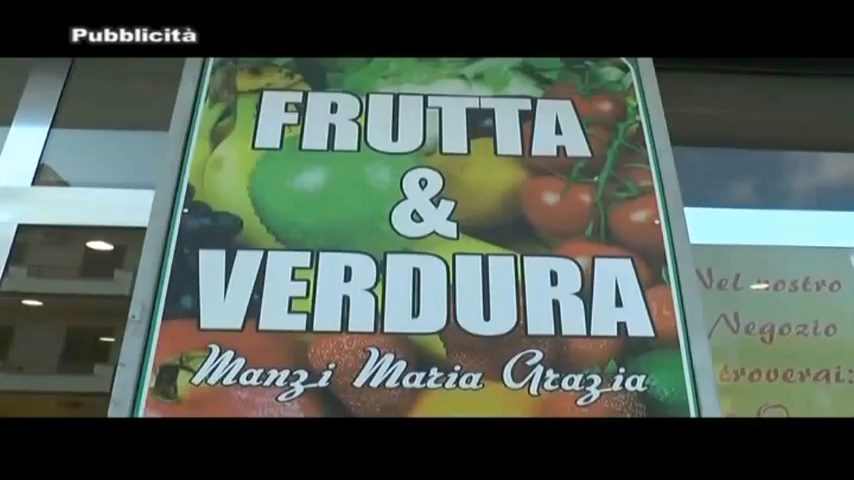 Pubblicità
FRUTTA
&
VERDURA
Manzi Maria Grazia
Nel nostro
Negozio
troverai: